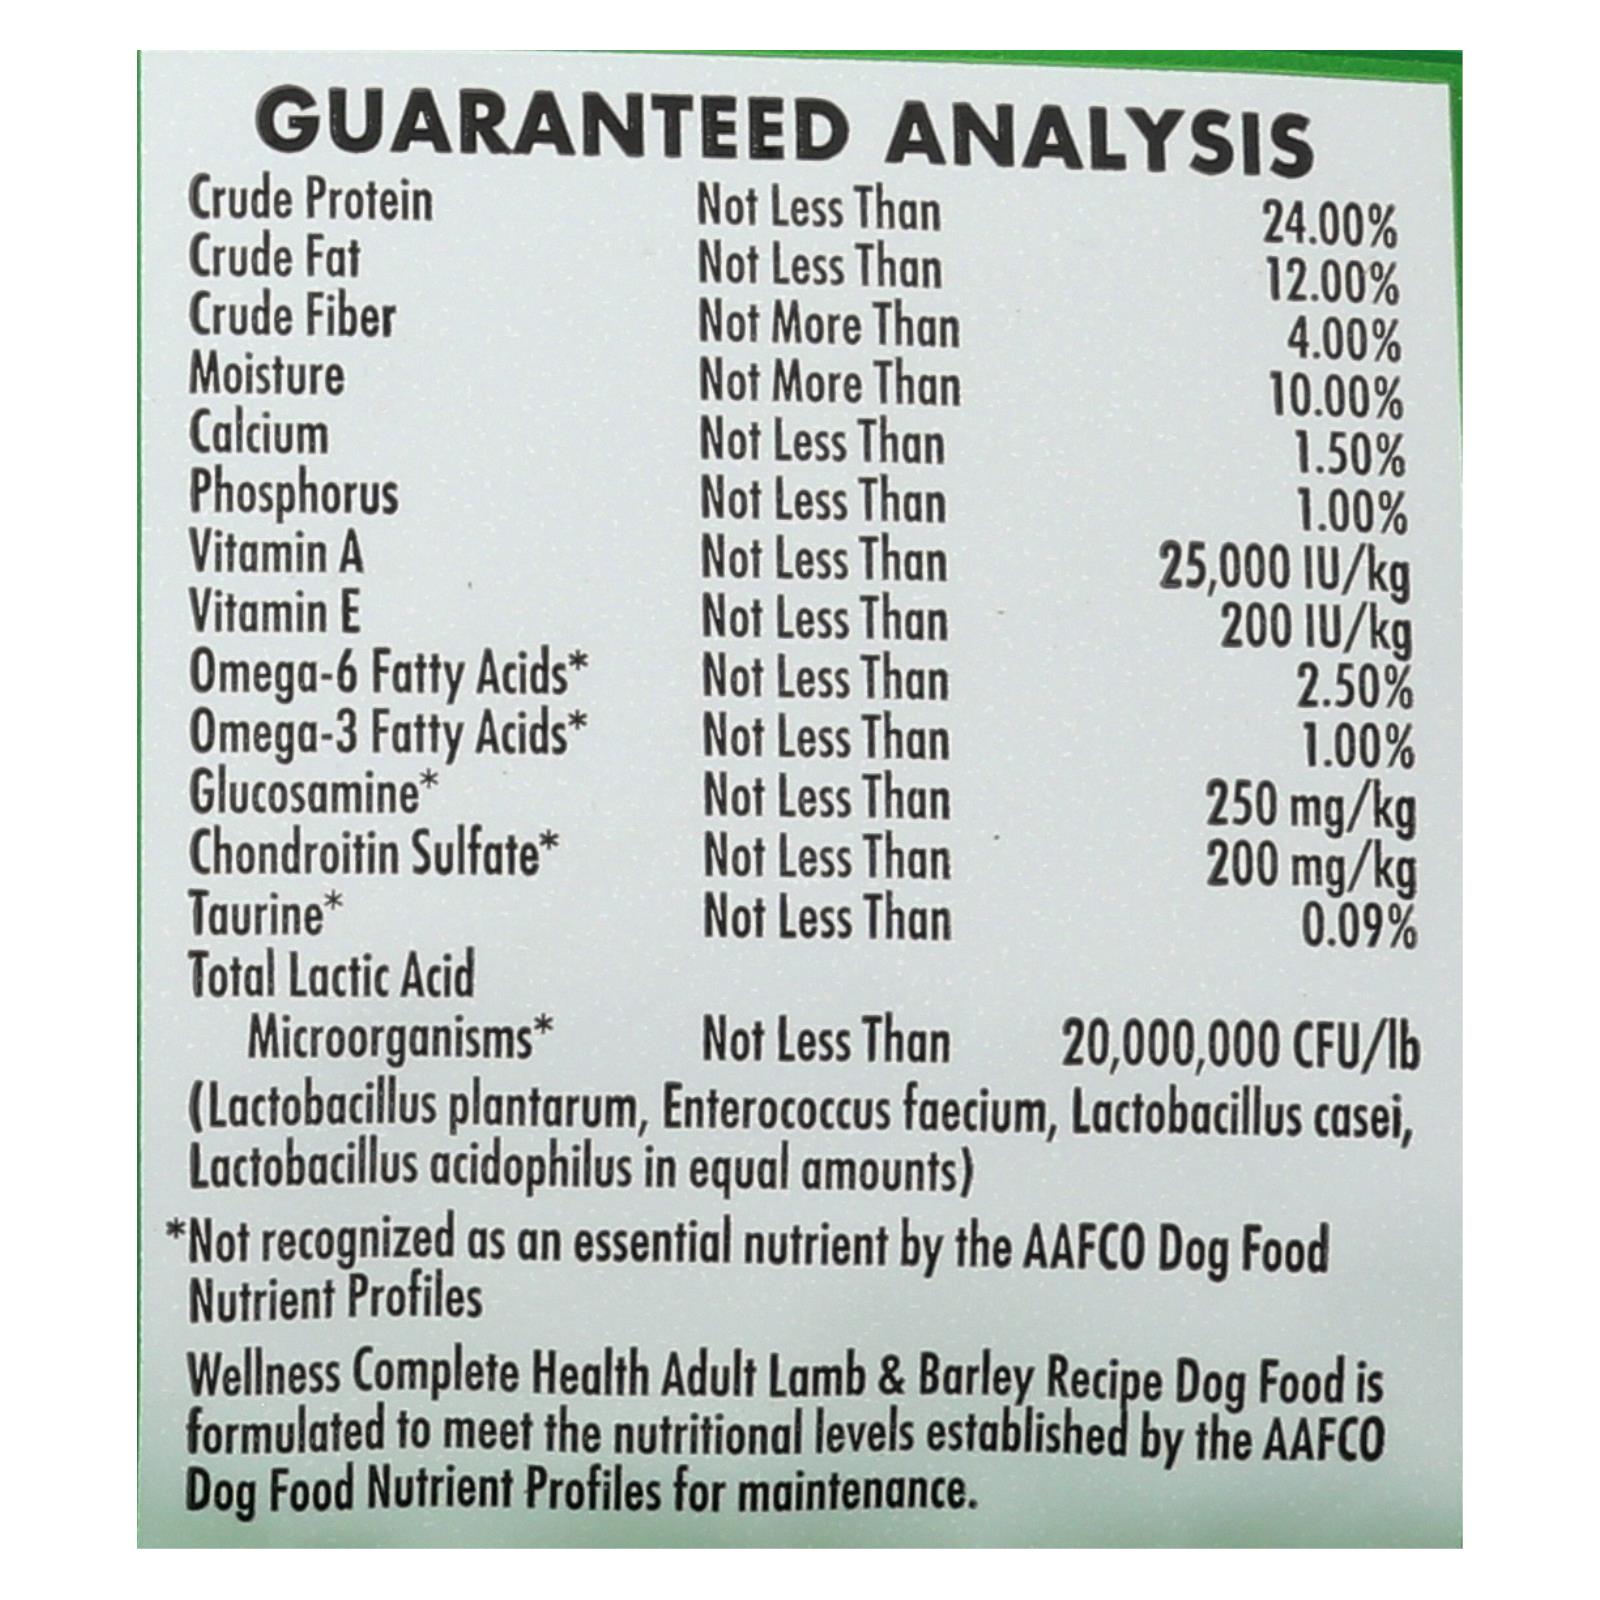 GUARANTEED ANALYSIS
Crude Protein Not Less Than 24.00%
Crude Fat Not Less Than 12.00%
Crude Fiber Not More Than 4.00%
Moisture Not More Than 10.00%
Calcium Not Less Than 1.50%
Phosphorus Not Less Than 1.00%
Vitamin A Not Less Than 25,000 IU/kg
Vitamin E Not Less Than 200 IU/kg
Omega-6 Fatty Acids* Not Less Than 2.50%
Omega-3 Fatty Acids* Not Less Than 1.00%
Glucosamine* Not Less Than 250 mg/kg
Chondroitin Sulfate* Not Less Than 200 mg/kg
Taurine* Not Less Than 0.09%
Total Lactic Acid
Microorganisms* Not Less Than 20,000,000 CFU/lb
(Lactobacillus plantarum, Enterococcus faecium, Lactobacillus casei,
Lactobacillus acidophilus in equal amounts)
*Not recognized as an essential nutrient by the AAFCO Dog Food
Nutrient Profiles
Wellness Complete Health Adult Lamb & Barley Recipe Dog Food is
formulated to meet the nutritional levels established by the AAFCO
Dog Food Nutrient Profiles for maintenance.